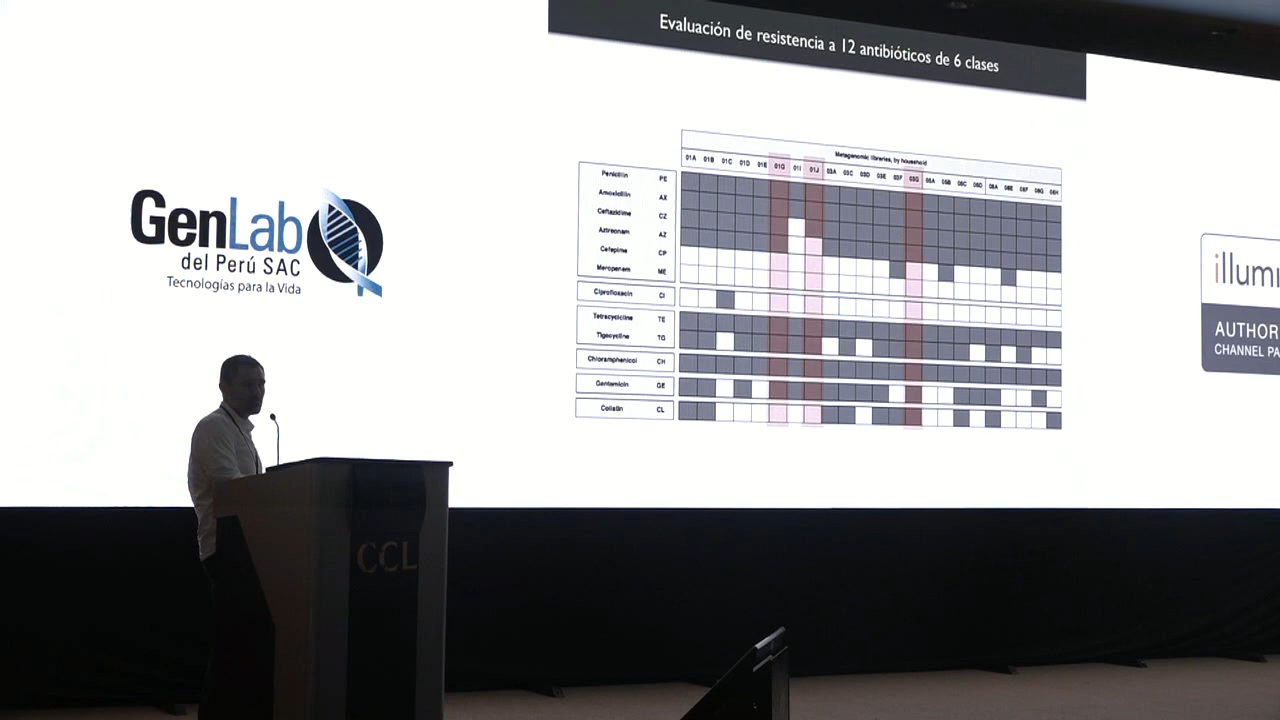 Evaluación de resistencia a 12 antibióticos de 6 clases
GenLab
del Perú SAC
Tecnologías para la Vida
Metagenomic libraries, by household
01A 01B 01C 01D 01E 01G 01I 01J 03A 03C 03D 03E 03F 03G 05A 05B 05C 05D 08A 08E 08F 08G 08H
Penicillin PE
Amoxicillin AX
Ceftazidime CZ
Aztreonam AZ
Cefepime CP
Meropenem ME
Ciprofloxacin CI
Tetracycline TE
Tigecycline TG
Chloramphenicol CH
Gentamicin GE
Colistin CL
illumi
AUTHOR
CHANNEL PA
CCL